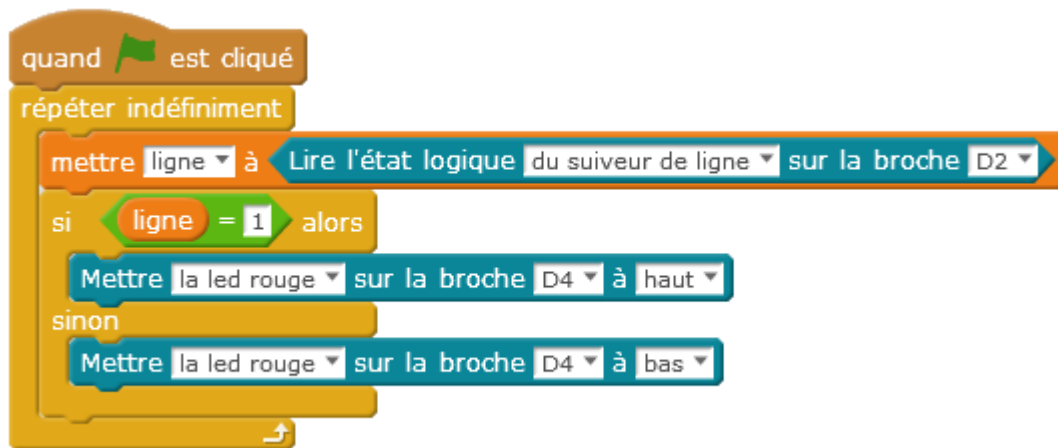 quand est cliqué
répéter indéfiniment
mettre ligne à Lire l'état logique du suiveur de ligne sur la broche D2
si ligne = 1 alors
Mettre la led rouge sur la broche D4 à haut
sinon
Mettre la led rouge sur la broche D4 à bas